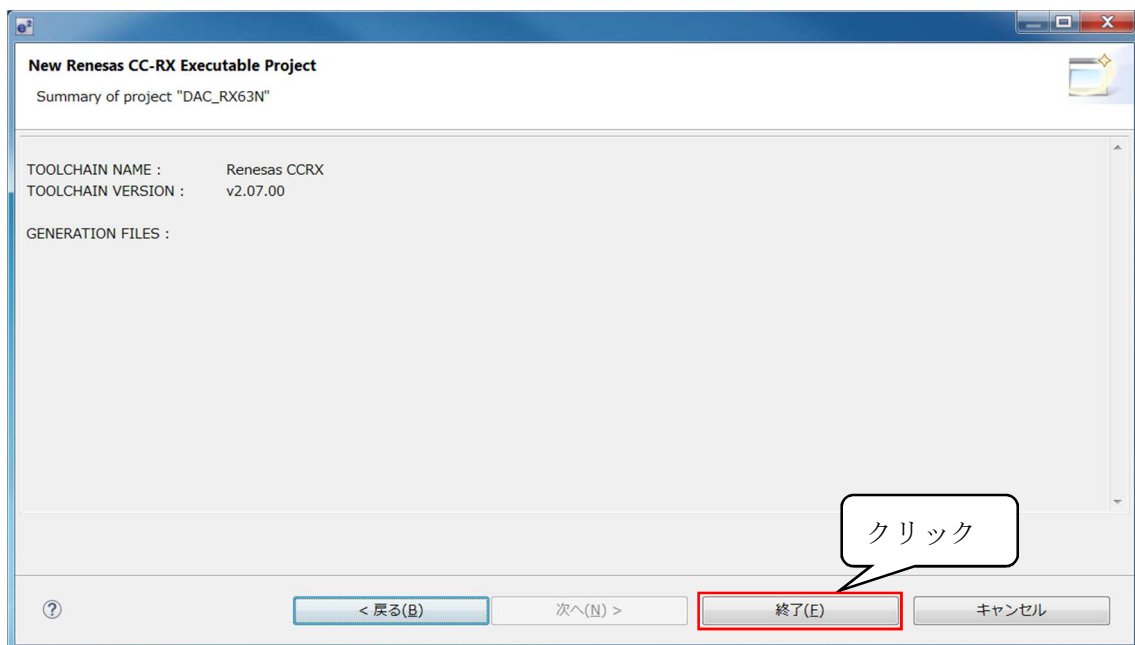 e²
New Renesas CC-RX Executable Project
Summary of project "DAC_RX63N"
TOOLCHAIN NAME : Renesas CCRX
TOOLCHAIN VERSION : v2.07.00
GENERATION FILES :
クリック
? < 戻る(B) 次へ(N) > 終了(F) キャンセル